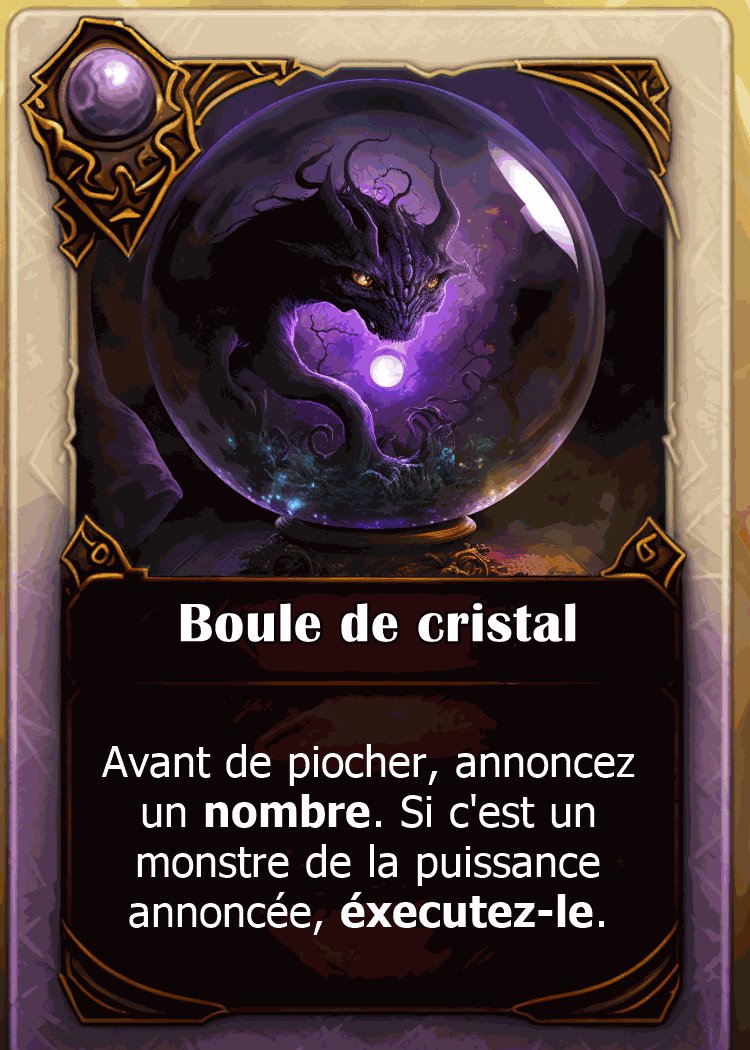 Boule de cristal
Avant de piocher, annoncez
un nombre. Si c'est un
monstre de la puissance
annoncée, éxecutez-le.